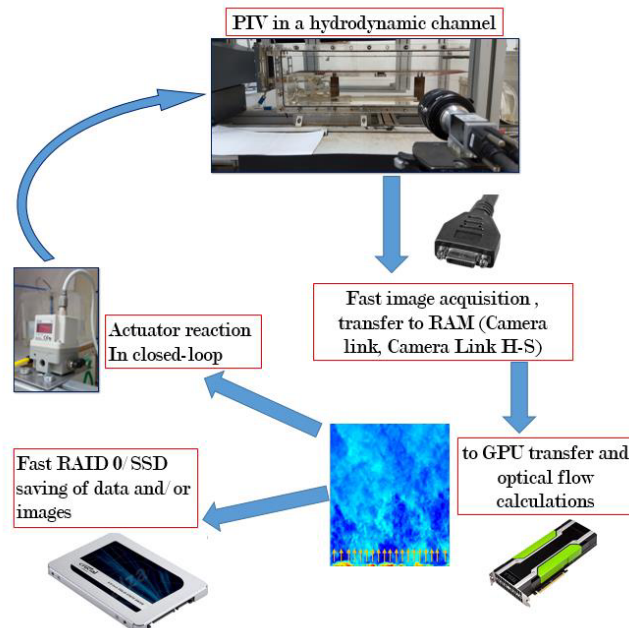 PIV in a hydrodynamic channel
Fast image acquisition ,
transfer to RAM (Camera
link, Camera Link H-S)
Actuator reaction
In closed-loop
to GPU transfer and
optical flow
calculations
Fast RAID 0/ SSD
saving of data and/ or
images
crucial